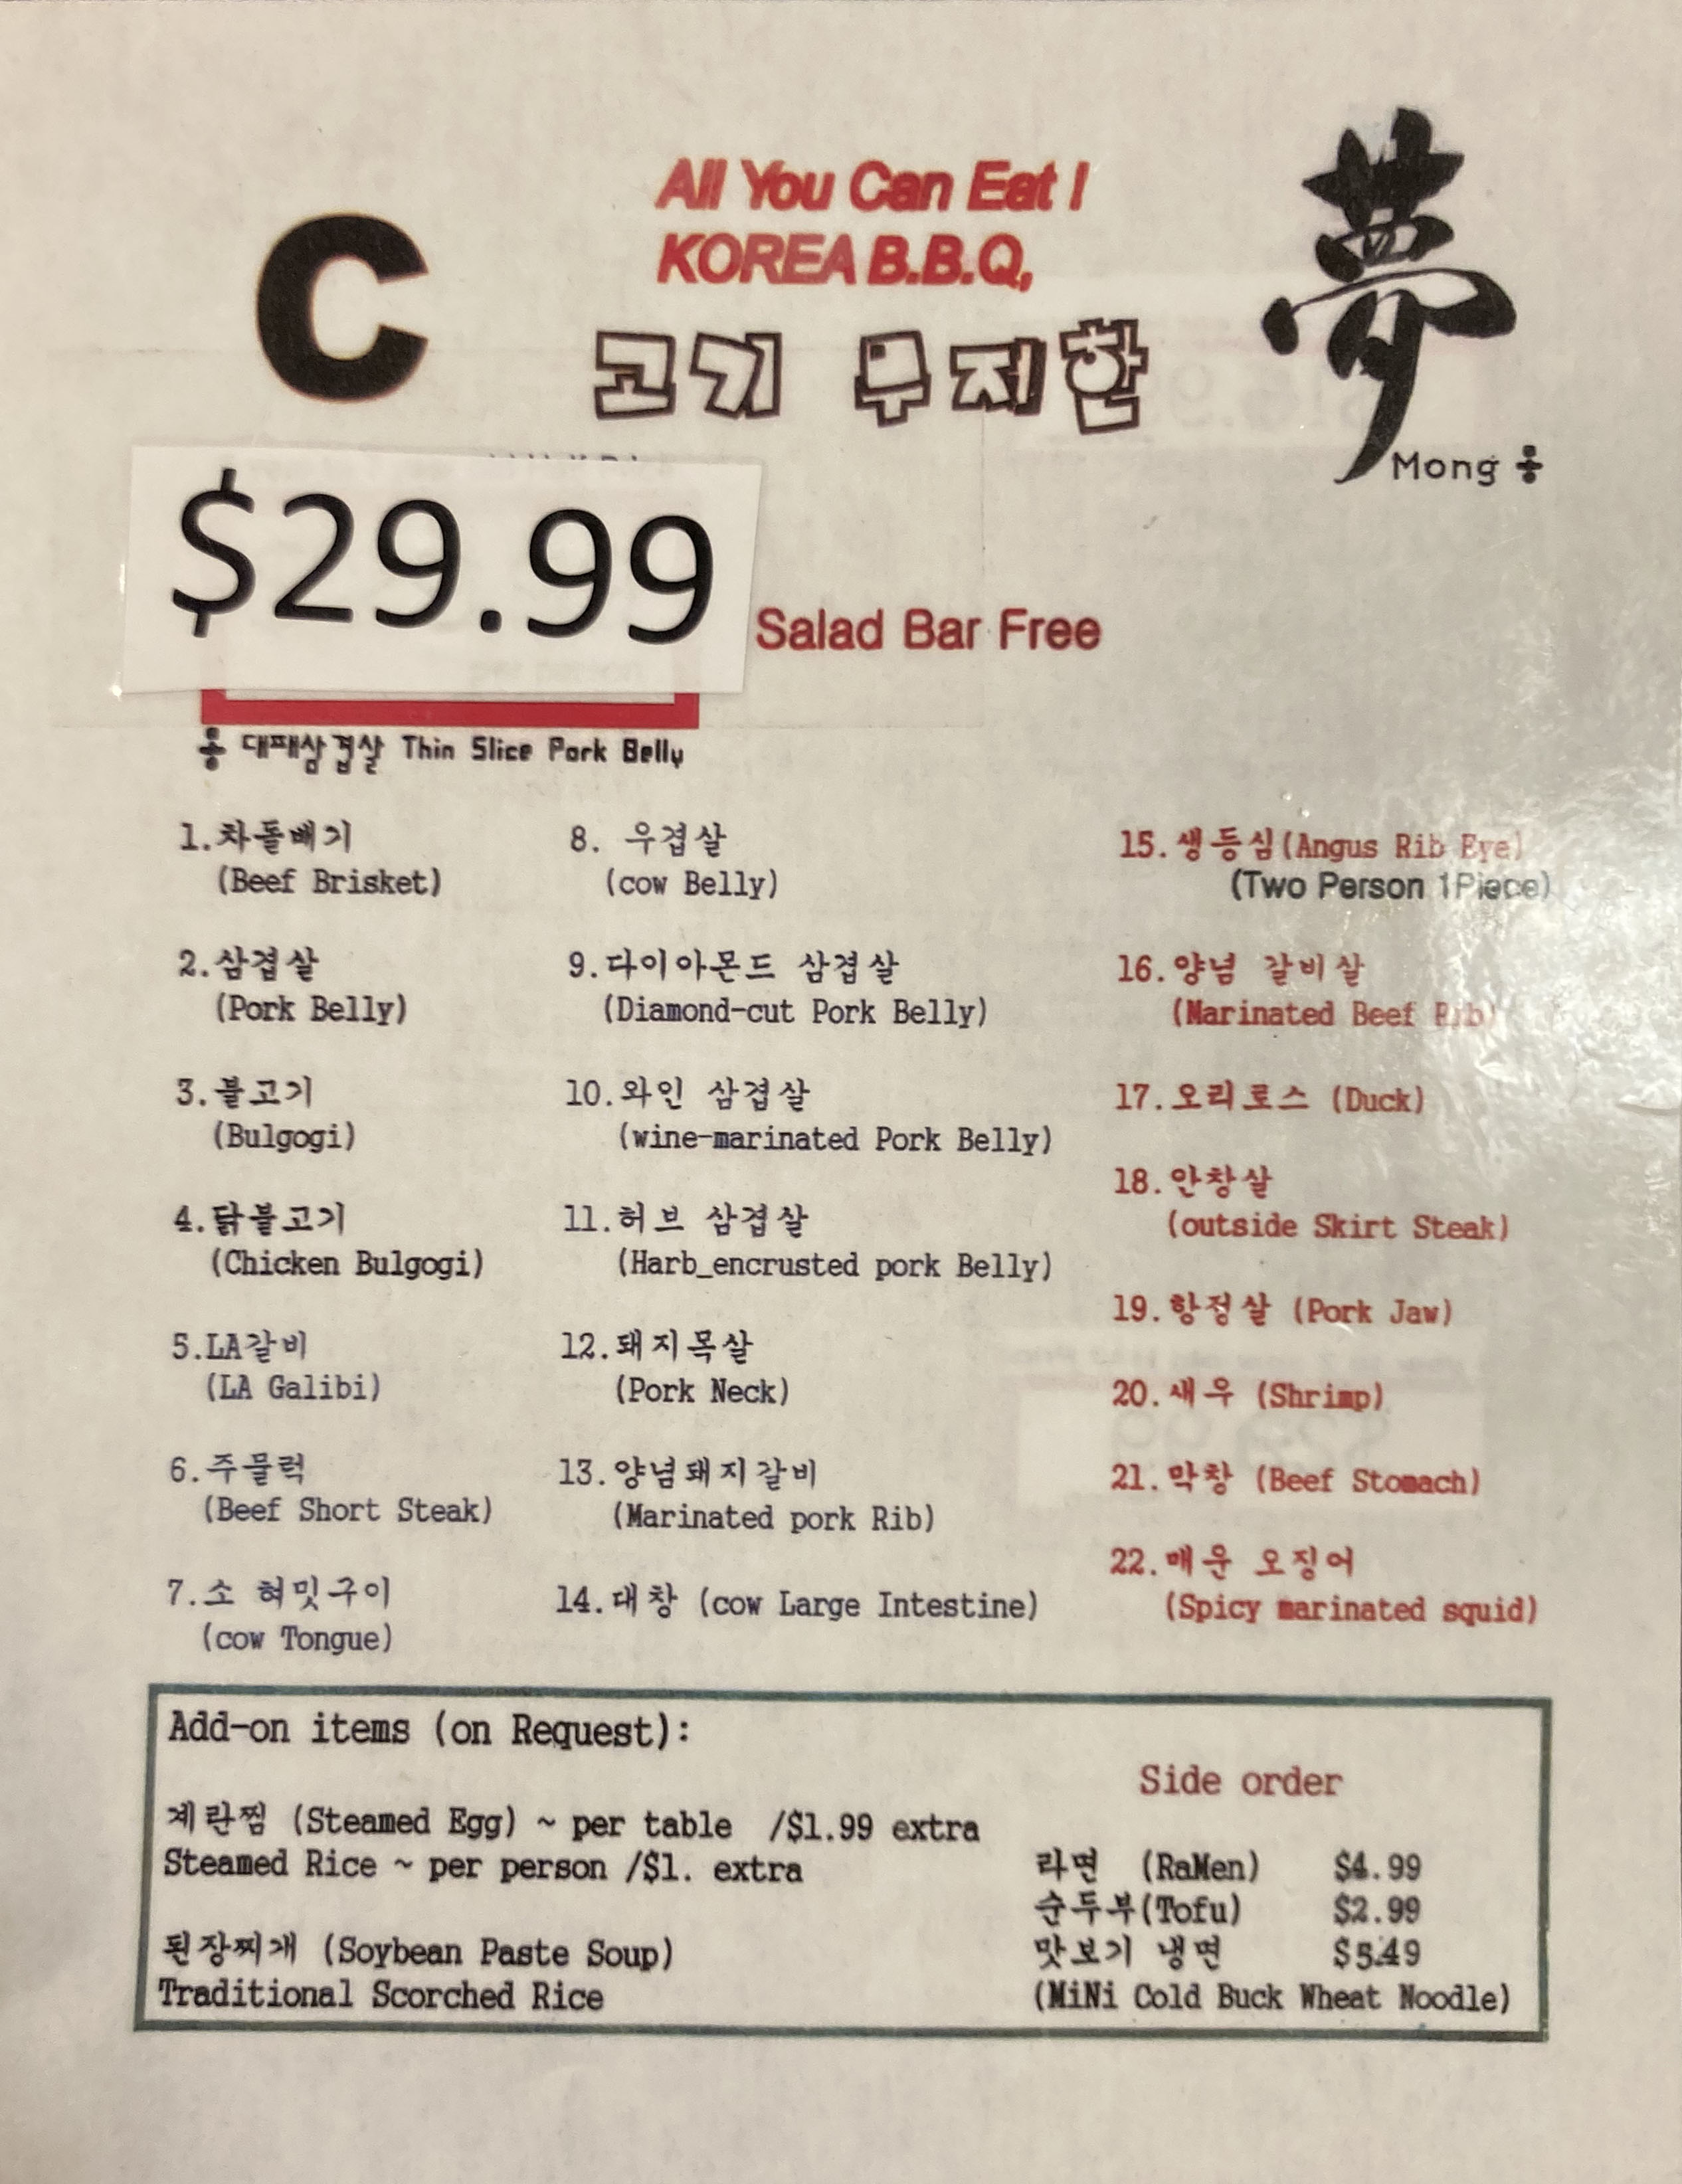 All You Can Eat !
KOREA B.B.Q,
C
고기 무지한
夢
Mong 몽
$29.99
Salad Bar Free
몽 대패삼겹살 Thin Slice Pork Belly
1.차돌배기
(Beef Brisket)
2.삼겹살
(Pork Belly)
3.불고기
(Bulgogi)
4.닭불고기
(Chicken Bulgogi)
5.LA갈비
(LA Galibi)
6.주물럭
(Beef Short Steak)
7.소 혀밋구이
(cow Tongue)
8. 우겹살
(cow Belly)
9.다이아몬드 삼겹살
(Diamond-cut Pork Belly)
10.와인 삼겹살
(wine-marinated Pork Belly)
11.허브 삼겹살
(Harb_encrusted pork Belly)
12.돼지목살
(Pork Neck)
13.양념돼지갈비
(Marinated pork Rib)
14.대창 (cow Large Intestine)
15.생등심(Angus Rib Eye)
(Two Person 1Piece)
16.양념 갈비살
(Marinated Beef Rib)
17.오리로스 (Duck)
18.안창살
(outside Skirt Steak)
19.항정살 (Pork Jaw)
20.새우 (Shrimp)
21.막창 (Beef Stomach)
22.매운 오징어
(Spicy marinated squid)
Add-on items (on Request):
계란찜 (Steamed Egg) ~ per table /$1.99 extra
Steamed Rice ~ per person /$1. extra
된장찌개 (Soybean Paste Soup)
Traditional Scorched Rice
Side order
라면 (RaMen) $4.99
순두부(Tofu) $2.99
맛보기 냉면 $5.49
(MiNi Cold Buck Wheat Noodle)